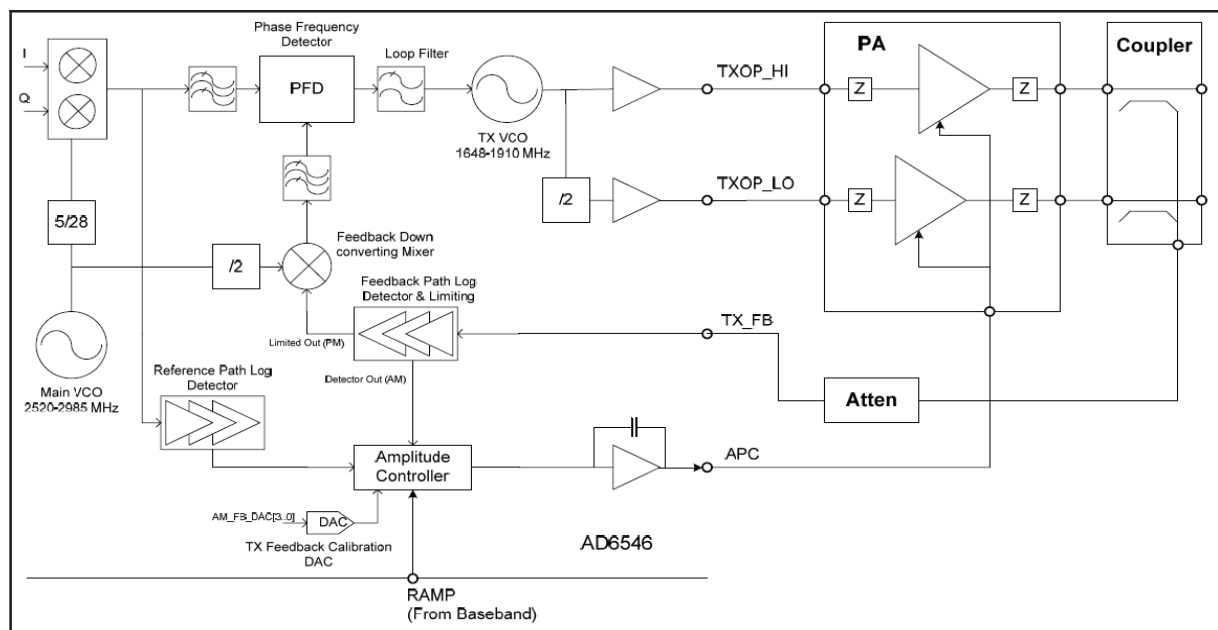 Phase Frequency
Detector
Loop Filter
PA
Coupler
I
Q
PFD
TXOP_HI
Z
Z
TX VCO
1648-1910 MHz
5/28
/2
TXOP_LO
Z
Z
/2
Feedback Down
converting Mixer
Feedback Path Log
Detector & Limiting
TX_FB
Limited Out (PM)
Main VCO
2520-2985 MHz
Reference Path Log
Detector
Detector Out (AM)
Atten
Amplitude
Controller
APC
AM_FB_DAC[3..0]
DAC
TX Feedback Calibration
DAC
AD6546
RAMP
(From Baseband)